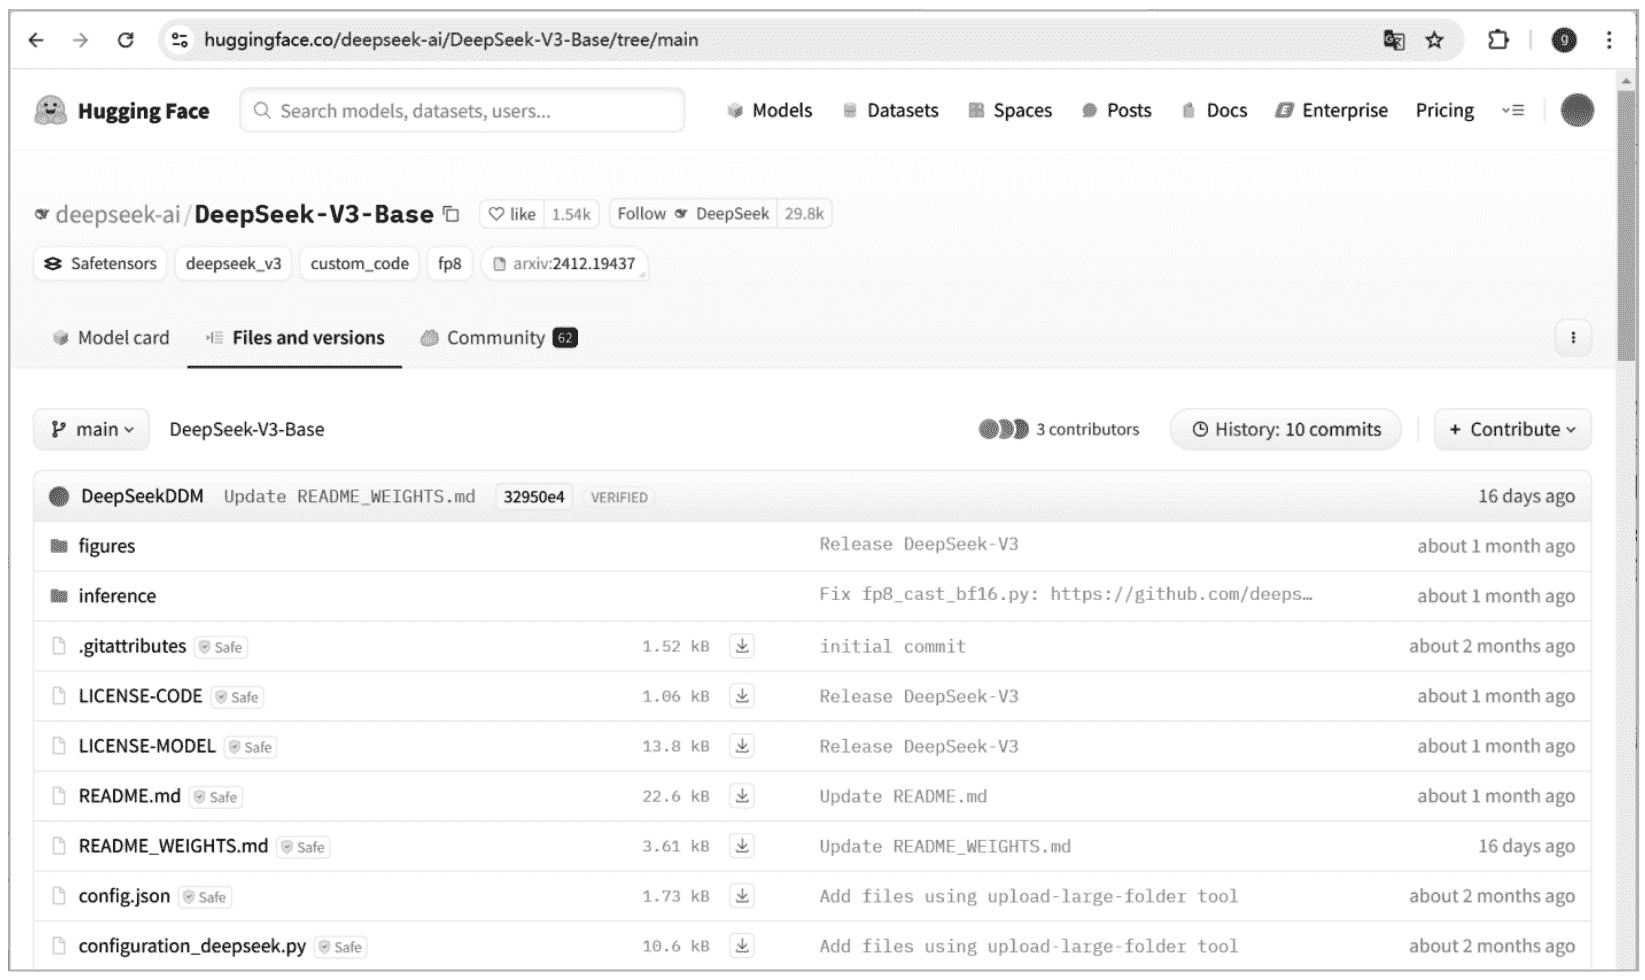 huggingface.co/deepseek-ai/DeepSeek-V3-Base/tree/main
g
Hugging Face Search models, datasets, users... Models Datasets Spaces Posts Docs Enterprise Pricing
deepseek-ai/DeepSeek-V3-Base like 1.54k Follow DeepSeek 29.8k
Safetensors deepseek_v3 custom_code fp8 arxiv:2412.19437
Model card Files and versions Community 62
main DeepSeek-V3-Base 3 contributors History: 10 commits + Contribute
DeepSeekDDM Update README_WEIGHTS.md 32950e4 VERIFIED 16 days ago
figures Release DeepSeek-V3 about 1 month ago
inference Fix fp8_cast_bf16.py: https://github.com/deeps… about 1 month ago
.gitattributes Safe 1.52 kB initial commit about 2 months ago
LICENSE-CODE Safe 1.06 kB Release DeepSeek-V3 about 1 month ago
LICENSE-MODEL Safe 13.8 kB Release DeepSeek-V3 about 1 month ago
README.md Safe 22.6 kB Update README.md about 1 month ago
README_WEIGHTS.md Safe 3.61 kB Update README_WEIGHTS.md 16 days ago
config.json Safe 1.73 kB Add files using upload-large-folder tool about 2 months ago
configuration_deepseek.py Safe 10.6 kB Add files using upload-large-folder tool about 2 months ago